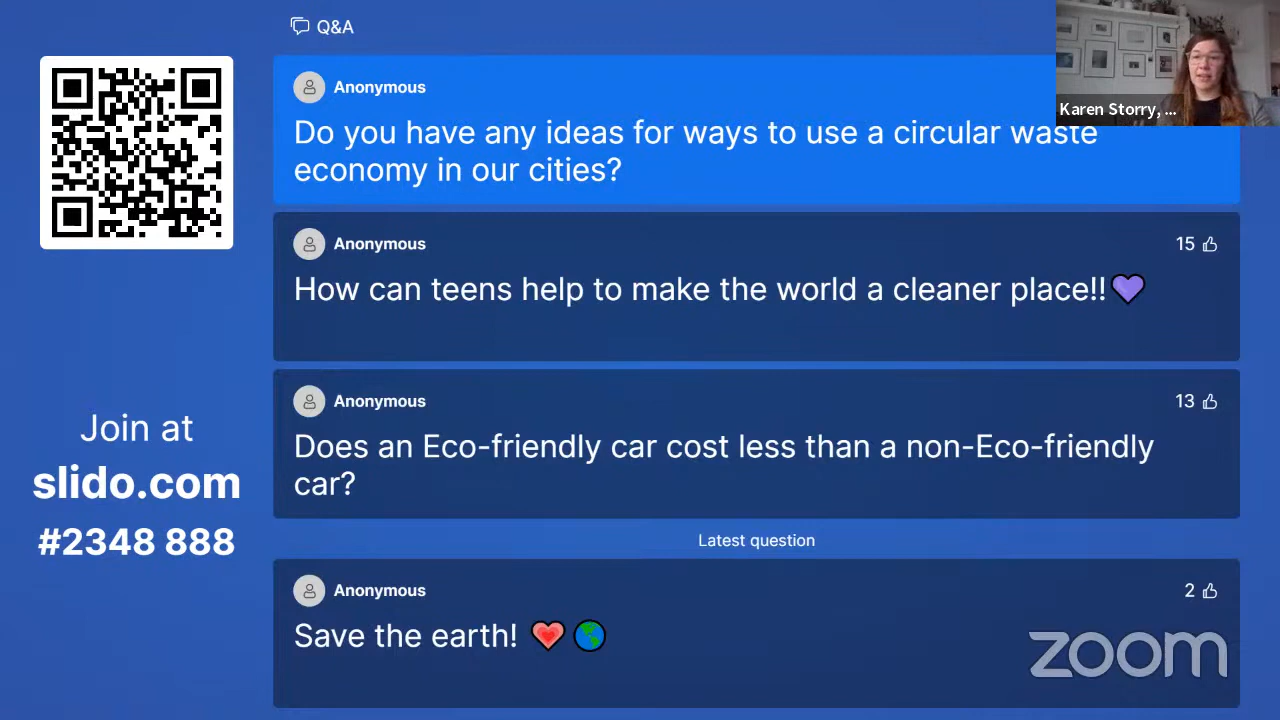 Q&A
Karen Storry, ...
Anonymous
Do you have any ideas for ways to use a circular waste
economy in our cities?
Anonymous
15
How can teens help to make the world a cleaner place!!💜
Anonymous
13
Does an Eco-friendly car cost less than a non-Eco-friendly
car?
Join at
slido.com
#2348 888
Latest question
Anonymous
2
Save the earth! 💓🌎
zoom